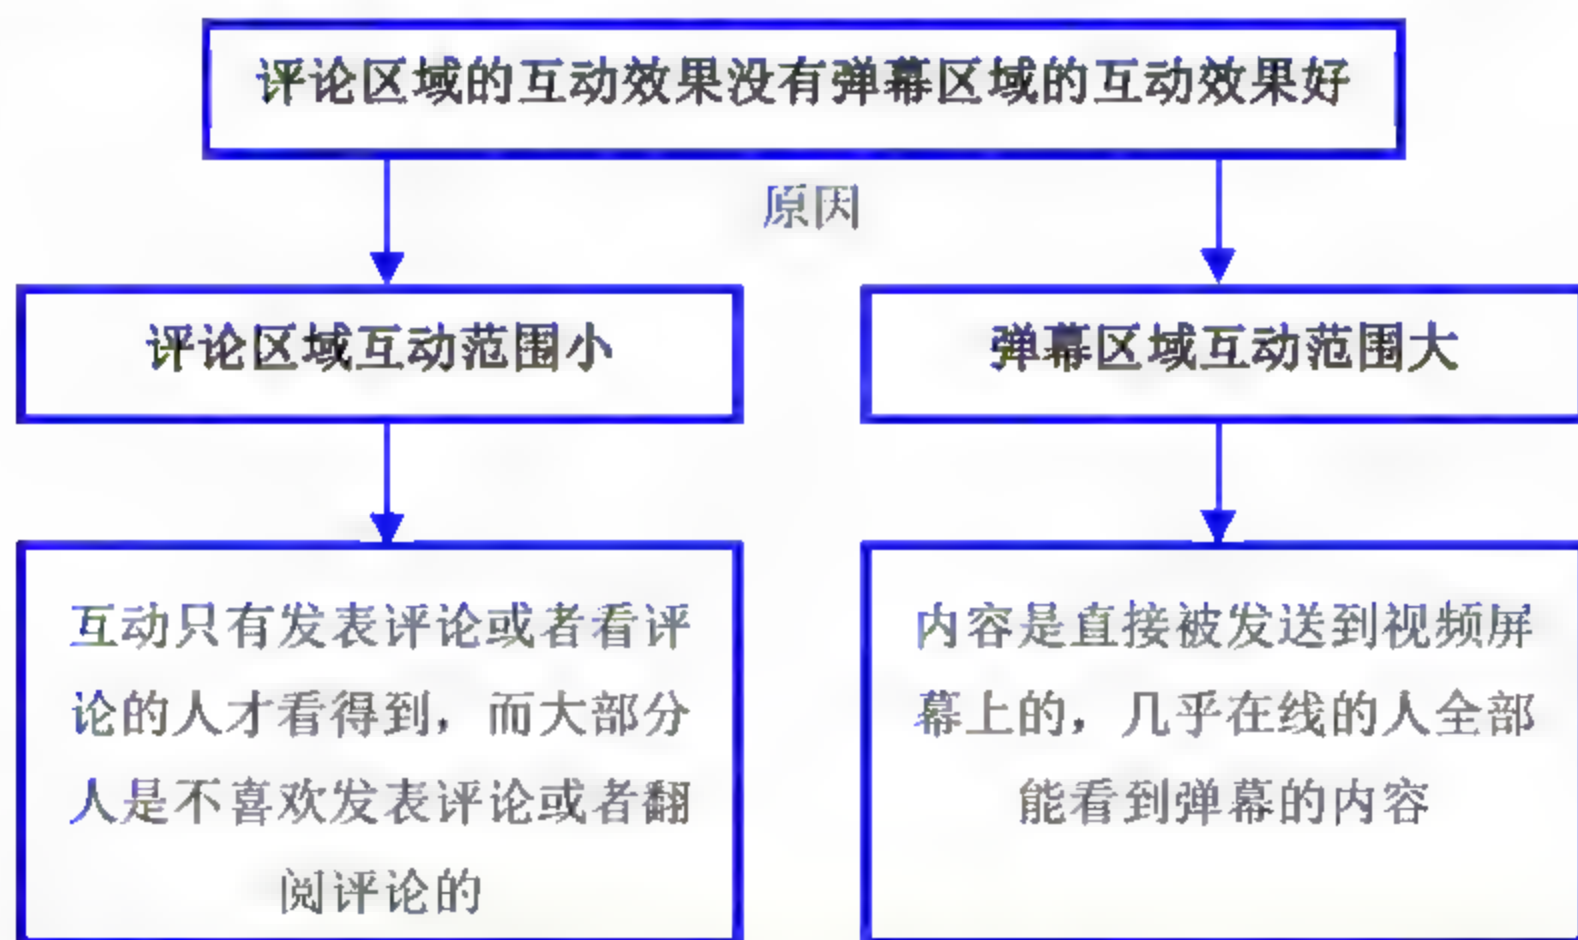 评论区域的互动效果没有弹幕区域的互动效果好
原因
评论区域互动范围小
弹幕区域互动范围大
互动只有发表评论或者看评
论的人才看得到，而大部分
人是不喜欢发表评论或者翻
阅评论的
内容是直接被发送到视频屏
幕上的，几乎在线的人全部
能看到弹幕的内容